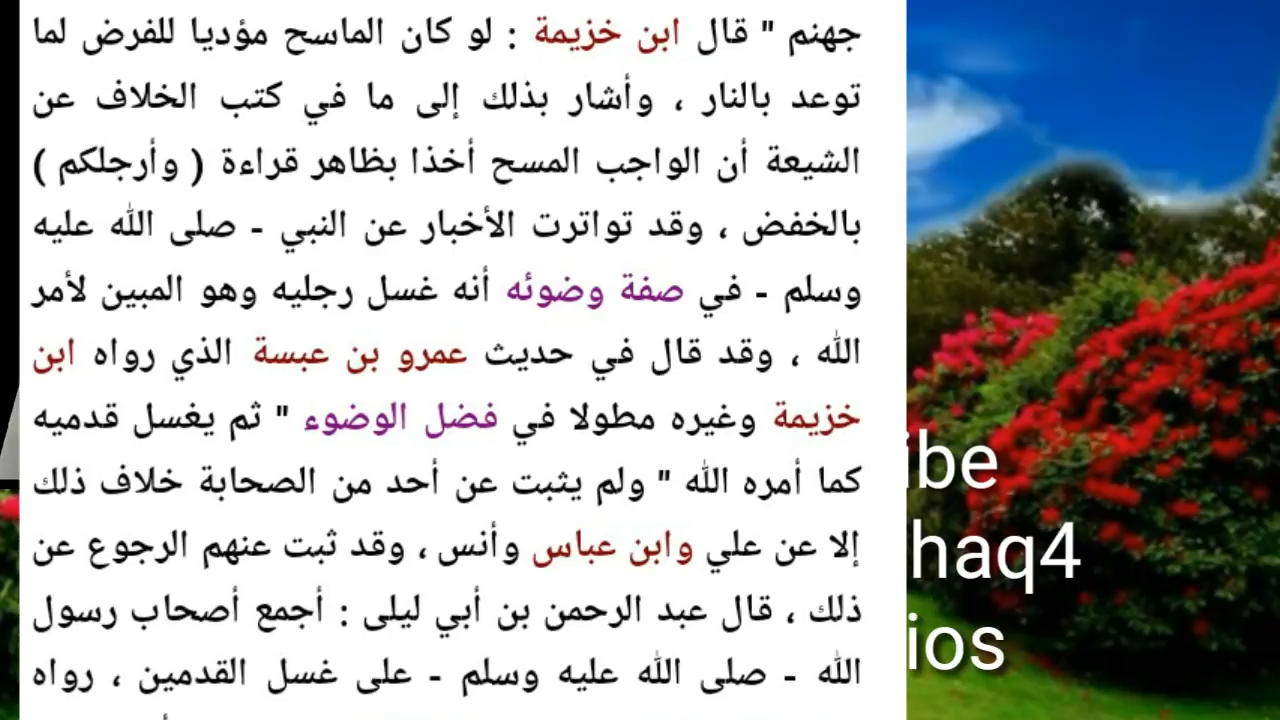 جهنم " قال ابن خزيمة : لو كان الماسح مؤديا للفرض لما
توعد بالنار ، وأشار بذلك إلى ما في كتب الخلاف عن
الشيعة أن الواجب المسح أخذا بظاهر قراءة ( وأرجلكم )
بالخفض ، وقد تواترت الأخبار عن النبي - صلى الله عليه
وسلم - في صفة وضوئه أنه غسل رجليه وهو المبين لأمر
الله ، وقد قال في حديث عمرو بن عبسة الذي رواه ابن
خزيمة وغيره مطولا في فضل الوضوء " ثم يغسل قدميه
كما أمره الله " ولم يثبت عن أحد من الصحابة خلاف ذلك
إلا عن علي وابن عباس وأنس ، وقد ثبت عنهم الرجوع عن
ذلك ، قال عبد الرحمن بن أبي ليلى : أجمع أصحاب رسول
الله - صلى الله عليه وسلم - على غسل القدمين ، رواه
ibe
haq4
ios